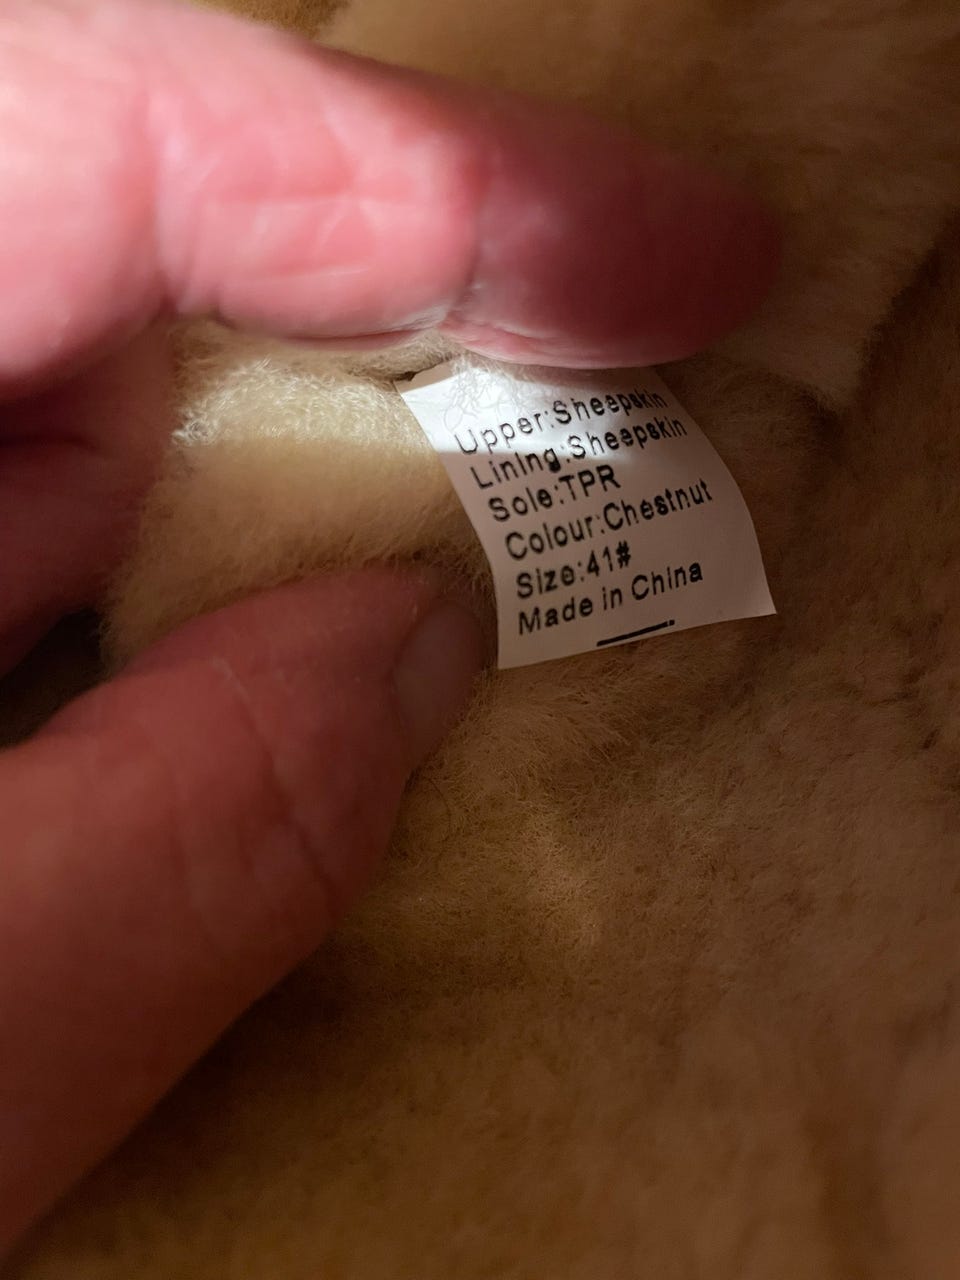 Upper:Sheepskin
Lining:Sheepskin
Sole:TPR
Colour:Chestnut
Size:41#
Made in China